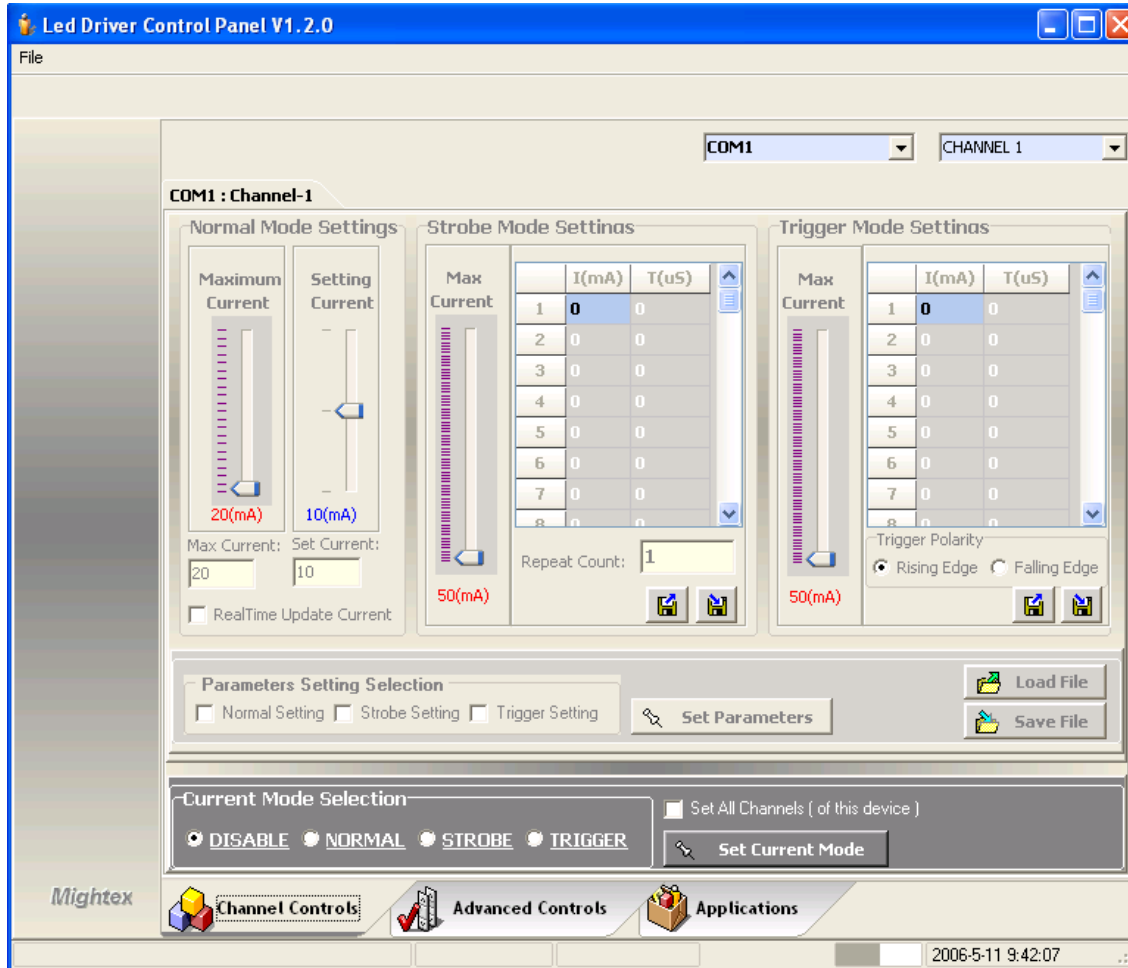 Led Driver Control Panel V1.2.0
File
COM1 CHANNEL 1
COM1 : Channel-1
Normal Mode Settings
Maximum Current
Setting Current
20(mA)
10(mA)
Max Current:
Set Current:
20
10
RealTime Update Current
Strobe Mode Settings
Max Current
I(mA) T(uS)
1 0 0
2 0 0
3 0 0
4 0 0
5 0 0
6 0 0
7 0 0
8 0 0
Repeat Count: 1
50(mA)
Trigger Mode Settings
Max Current
I(mA) T(uS)
1 0 0
2 0 0
3 0 0
4 0 0
5 0 0
6 0 0
7 0 0
8 0 0
Trigger Polarity
Rising Edge Falling Edge
50(mA)
Parameters Setting Selection
Normal Setting Strobe Setting Trigger Setting
Set Parameters
Load File
Save File
Current Mode Selection
DISABLE NORMAL STROBE TRIGGER
Set All Channels ( of this device )
Set Current Mode
Mightex
Channel Controls Advanced Controls Applications
2006-5-11 9:42:07